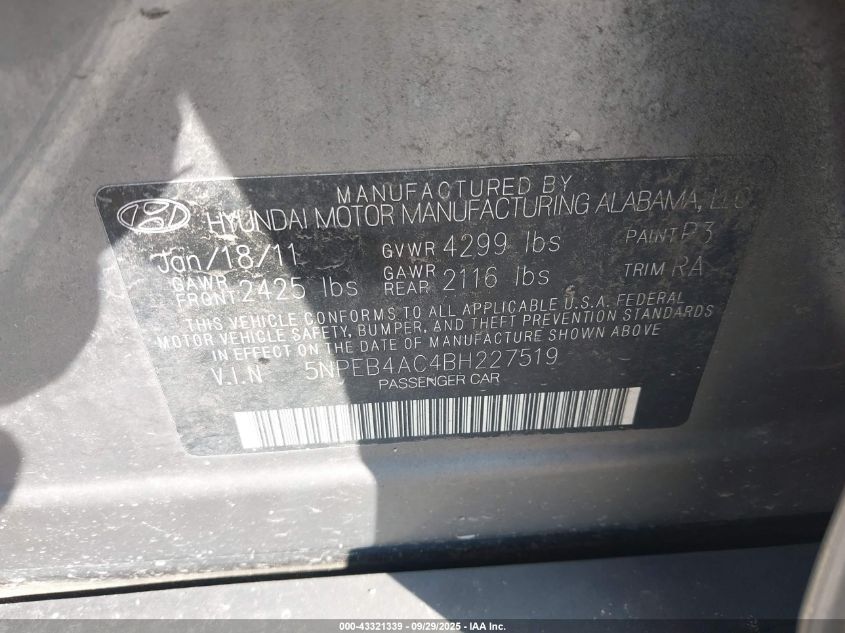 MANUFACTURED BY
HYUNDAI MOTOR MANUFACTURING ALABAMA, LLC
Jan/18/11 GVWR 4299 lbs PAINT P3
GAWR FRONT 2425 lbs GAWR REAR 2116 lbs TRIM RA
THIS VEHICLE CONFORMS TO ALL APPLICABLE U.S.A. FEDERAL
MOTOR VEHICLE SAFETY, BUMPER, AND THEFT PREVENTION STANDARDS
IN EFFECT ON THE DATE OF MANUFACTURE SHOWN ABOVE
V.I.N 5NPEB4AC4BH227519
PASSENGER CAR
000-43321339 - 09/29/2025 - © IAA Inc.